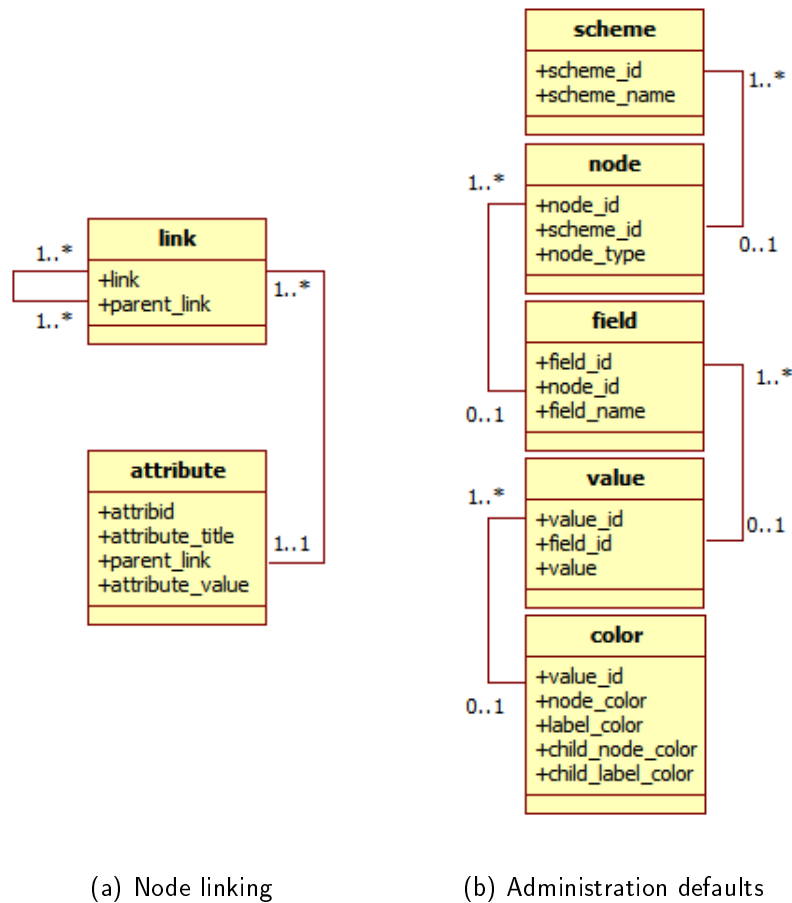 1..*
1..*
link
+link
+parent_link
1..*
attribute
+attribid
+attribute_title
+parent_link
+attribute_value
1..1
(a) Node linking
scheme
+scheme_id
+scheme_name
1..*
node
+node_id
+scheme_id
+node_type
1..*
0..1
field
+field_id
+node_id
+field_name
0..1
1..*
value
+value_id
+field_id
+value
1..*
0..1
color
+value_id
+node_color
+label_color
+child_node_color
+child_label_color
0..1
(b) Administration defaults